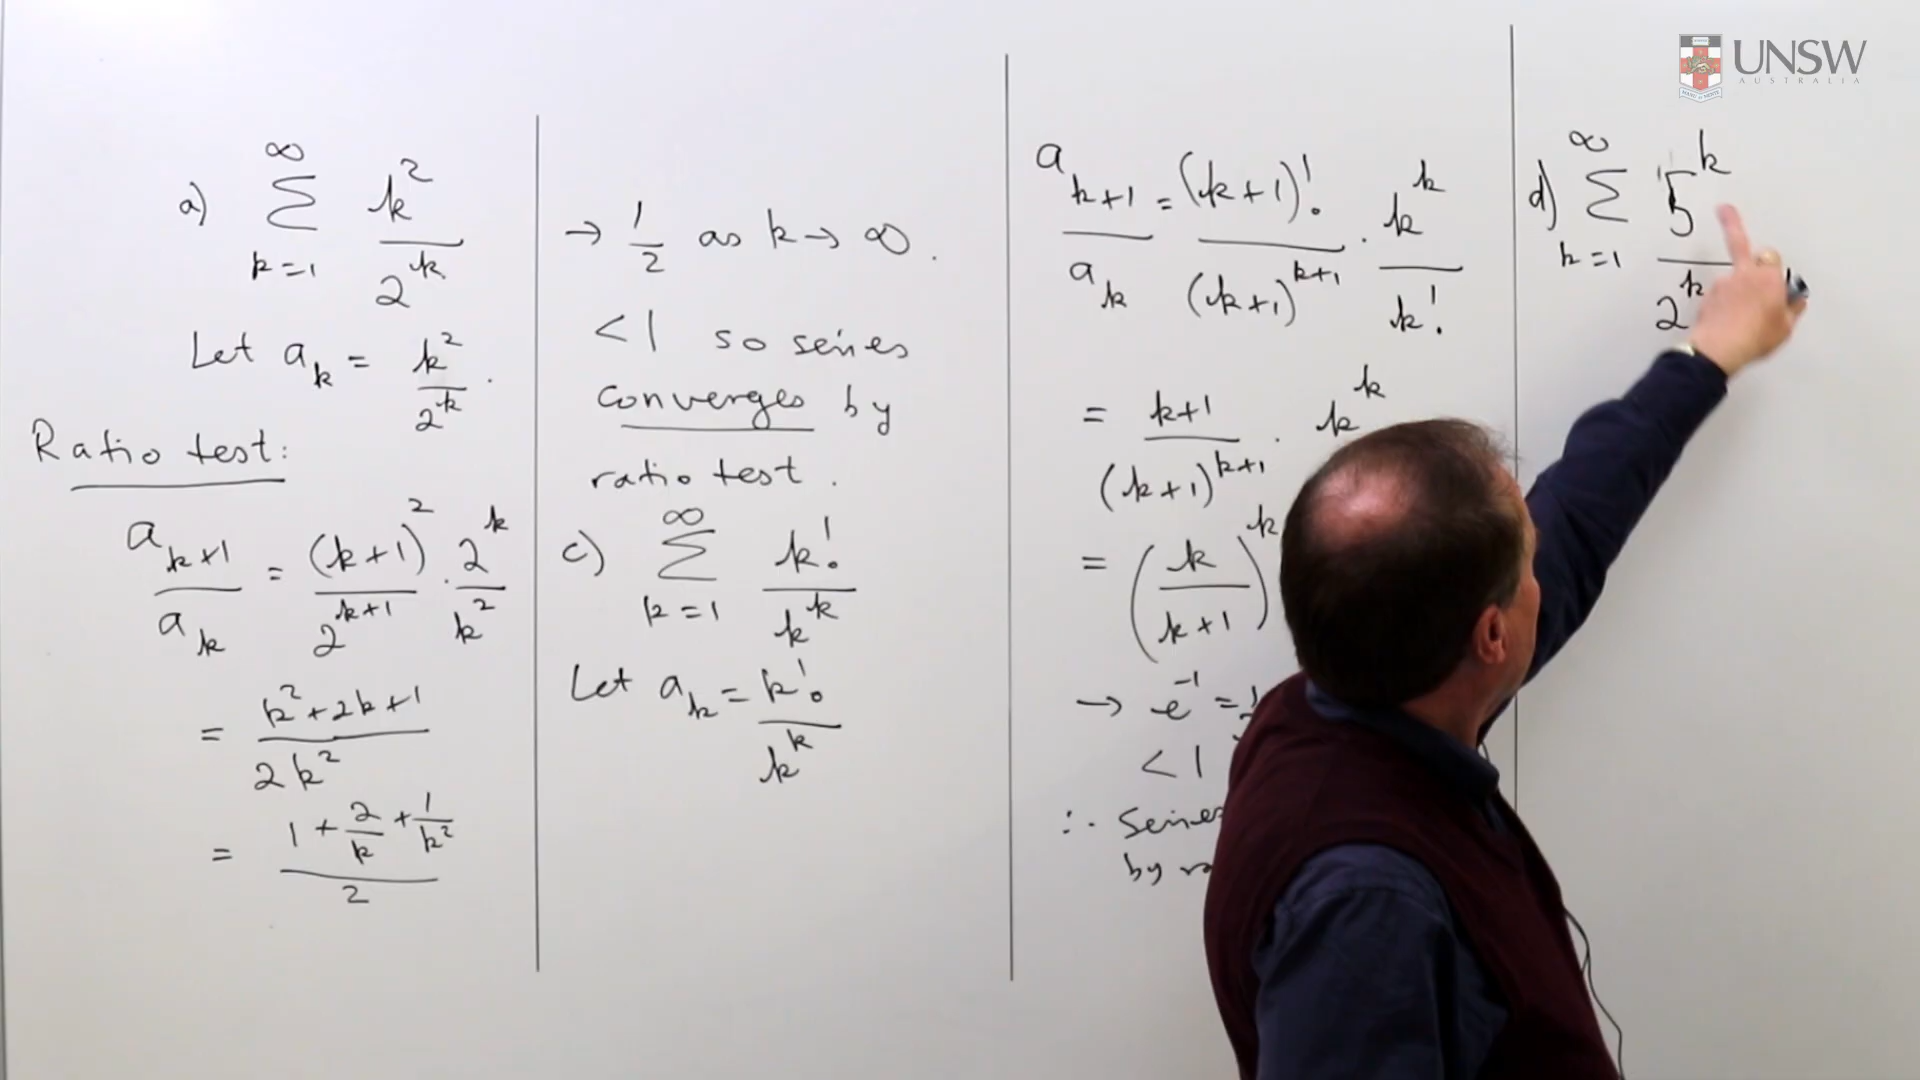 a) ∞ Σ k=1 k² / 2^k
Let a_k = k² / 2^k .
Ratio test:
a_{k+1} / a_k = (k+1)² / 2^{k+1} . 2^k / k²
= k² + 2k + 1 / 2k²
= 1 + 2/k + 1/k² / 2
→ 1/2 as k → ∞ .
< 1 so series
converges by
ratio test .
c) ∞ Σ k=1 k! / k^k
Let a_k = k! / k^k
a_{k+1} / a_k = (k+1)! / (k+1)^{k+1} . k^k / k!
= k+1 / (k+1)^{k+1} . k^k
= ( k / k+1 )^k
→ e^{-1} =
< 1
∴ Series
by
d) ∞ Σ k=1 5^k / 2^k
UNSW
AUSTRALIA